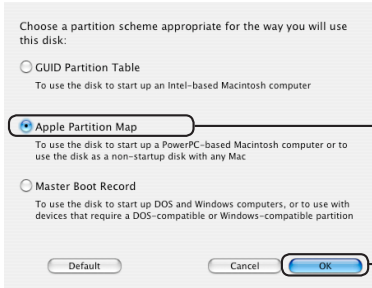 Choose a partition scheme appropriate for the way you will use
this disk:
GUID Partition Table
To use the disk to start up an Intel-based Macintosh computer
Apple Partition Map
To use the disk to start up a PowerPC-based Macintosh computer or to
use the disk as a non-startup disk with any Mac
Master Boot Record
To use the disk to start up DOS and Windows computers, or to use with
devices that require a DOS-compatible or Windows-compatible partition
Default Cancel OK